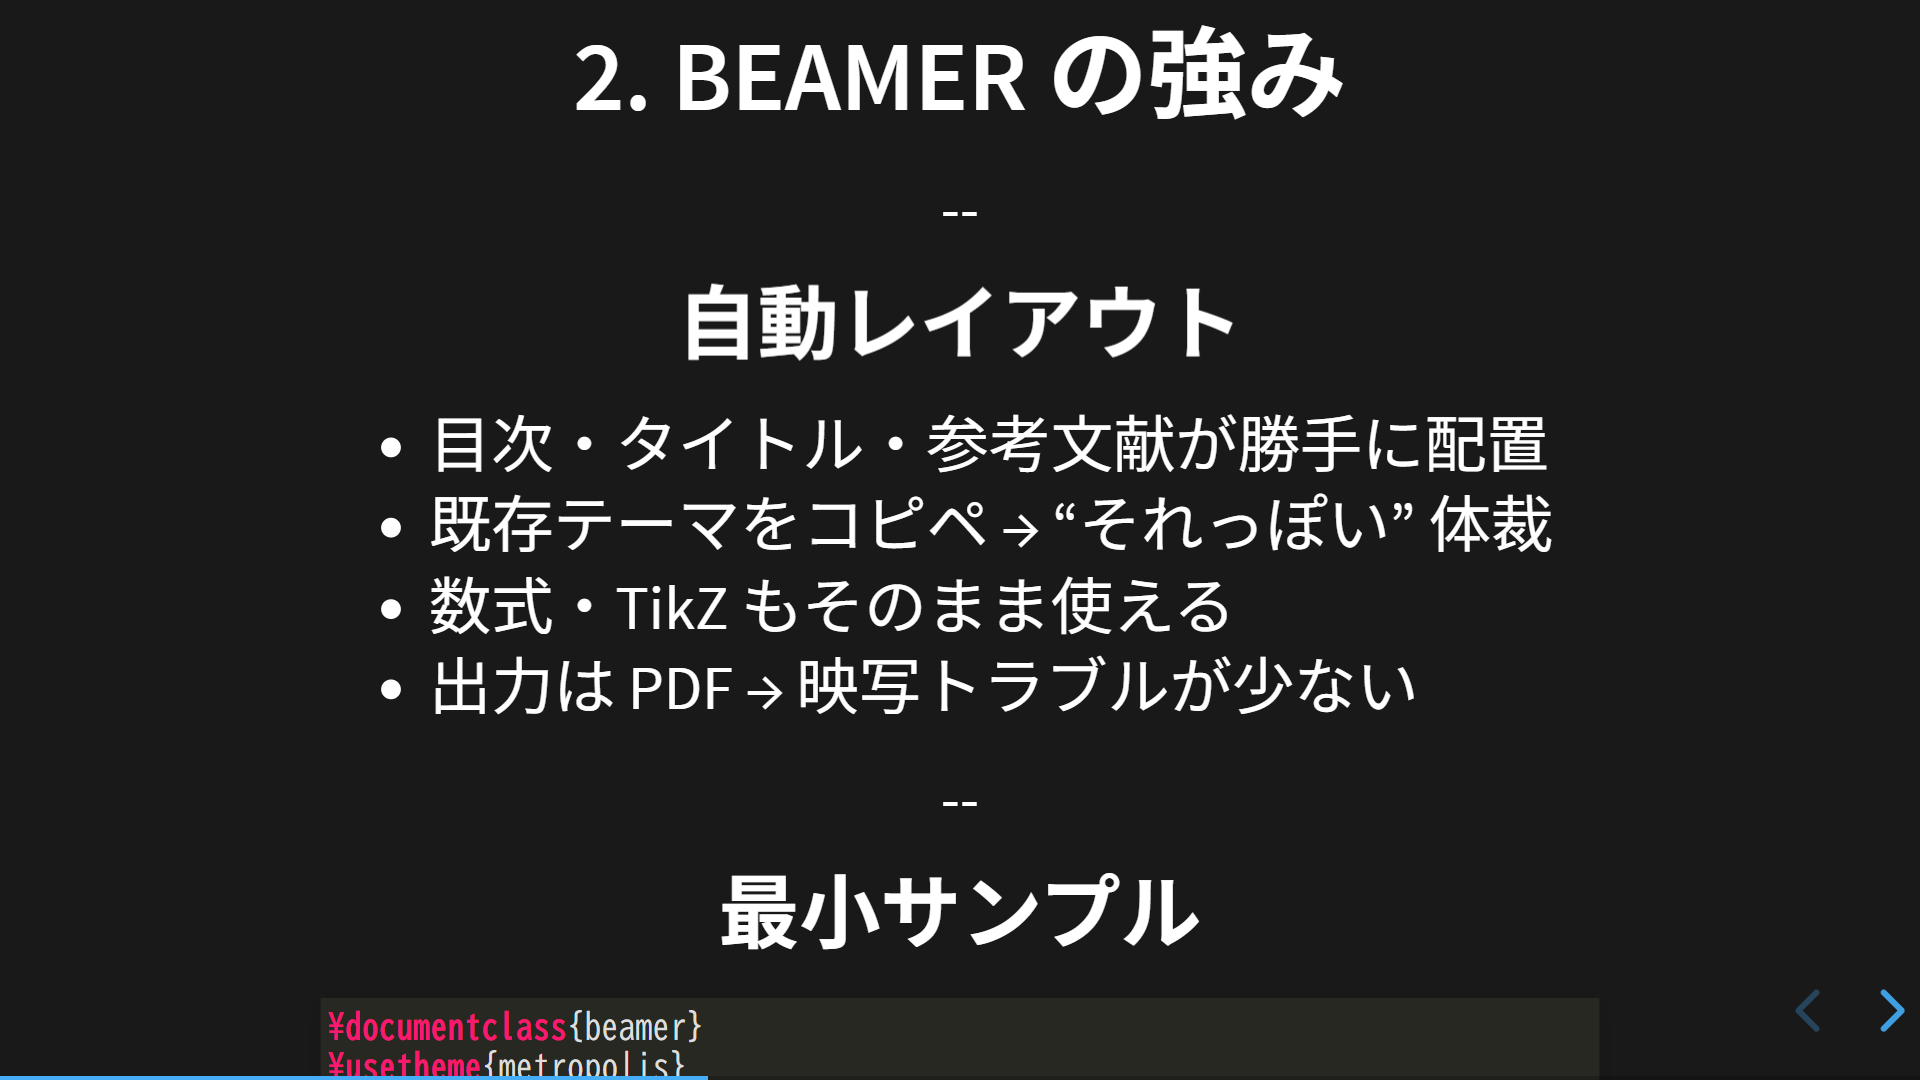 2. BEAMER の強み
--
自動レイアウト
• 目次・タイトル・参考文献が勝手に配置
• 既存テーマをコピペ → “それっぽい” 体裁
• 数式・TikZ もそのまま使える
• 出力は PDF → 映写トラブルが少ない
--
最小サンプル
¥documentclass{beamer}
¥usetheme{metropolis}